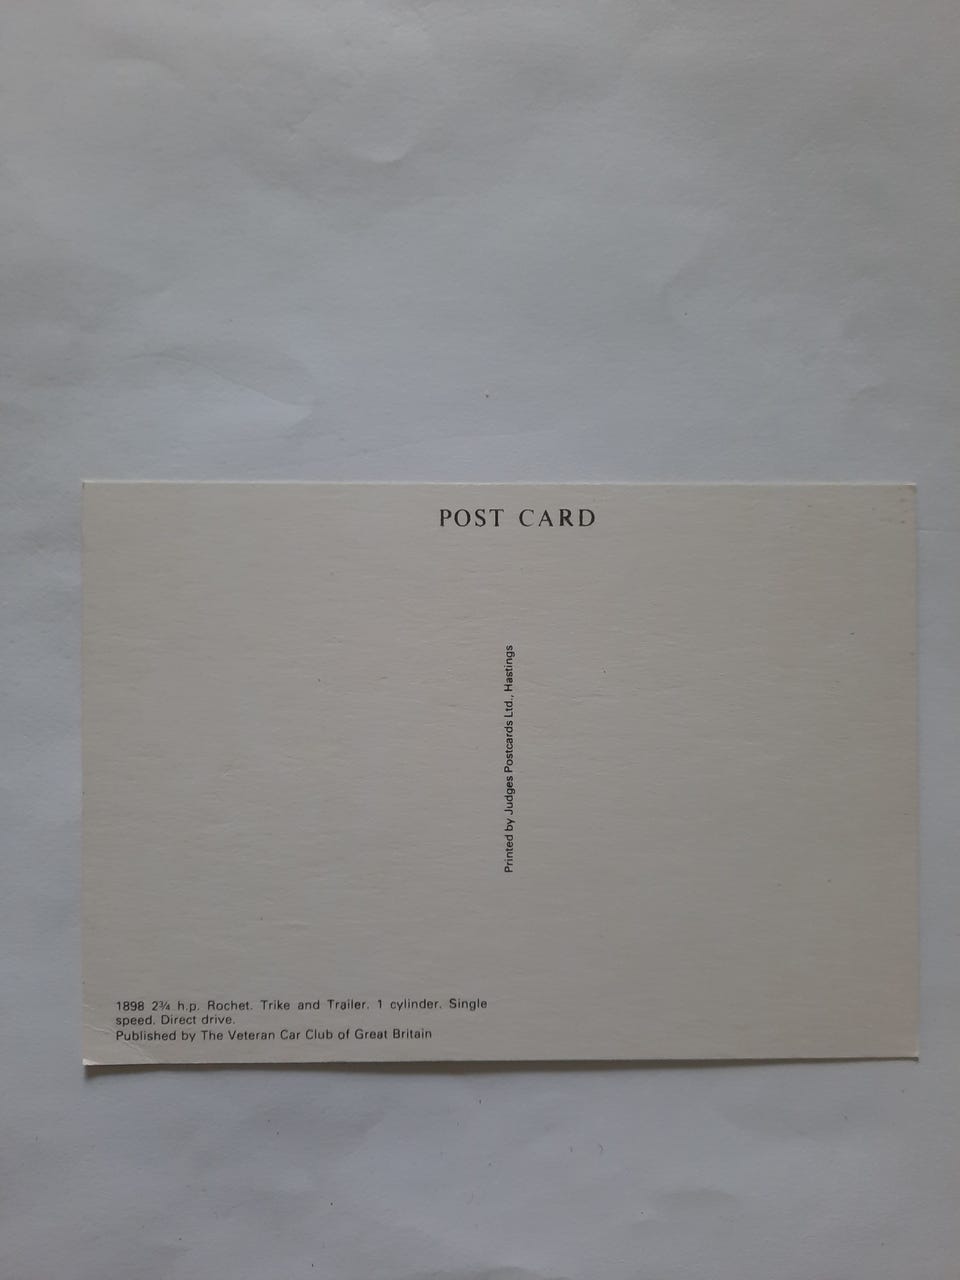 POST CARD
Printed by Judges Postcards Ltd., Hastings
1898 2¾ h.p. Rochet. Trike and Trailer. 1 cylinder. Single
speed. Direct drive.
Published by The Veteran Car Club of Great Britain